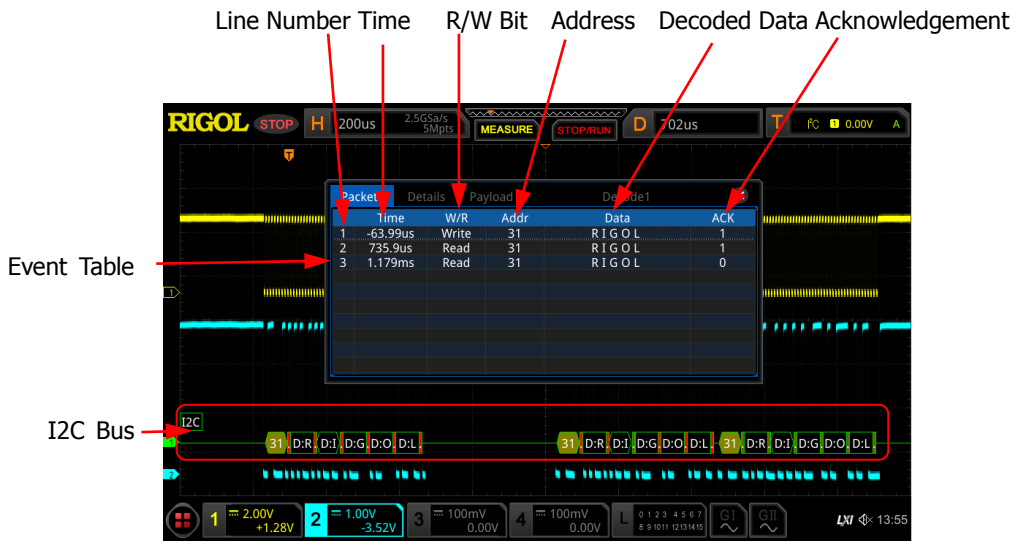 Line Number Time R/W Bit Address Decoded Data Acknowledgement
RIGOL STOP H 200us 2.5GSa/s 5Mpts MEASURE STOP/RUN D 702us T I²C 1 0.00V A
T
Packet Details Payload Decode1
Time W/R Addr Data ACK
1 -63.99us Write 31 R I G O L 1
2 735.9us Read 31 R I G O L 1
3 1.179ms Read 31 R I G O L 0
Event Table
1
I2C
I2C Bus
31 D:R D:I D:G D:O D:L 31 D:R D:I D:G D:O D:L 31 D:R D:I D:G D:O D:L
2
1 2.00V +1.28V 2 1.00V -3.52V 3 100mV 0.00V 4 100mV 0.00V L 0 1 2 3 4 5 6 7 8 9 10 11 12 13 14 15 GI GII LXI 13:55